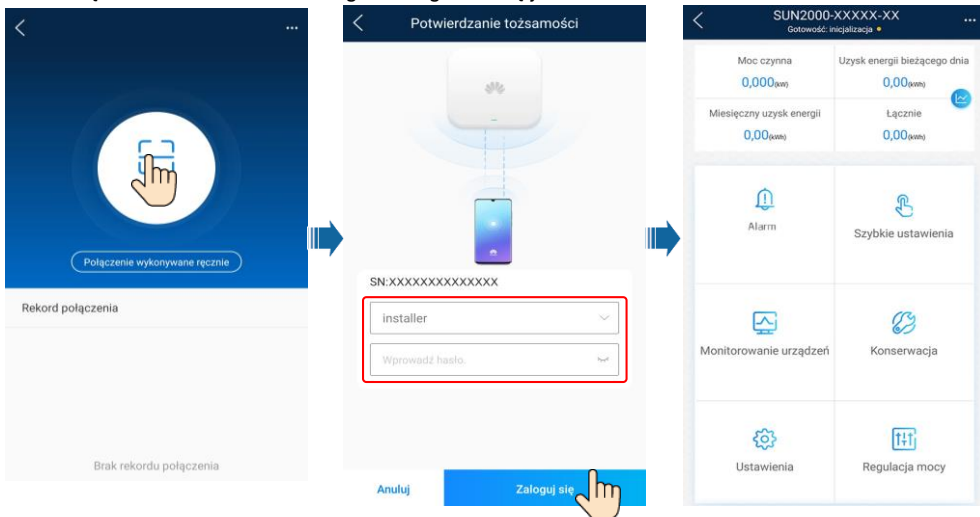 Potwierdzanie tożsamości
SUN2000-XXXXX-XX
Gotowość: inicjalizacja
Połączenie wykonywane ręcznie
Rekord połączenia
Brak rekordu połączenia
SN:XXXXXXXXXXXXXX
installer
Wprowadź hasło.
Anuluj
Zaloguj się
Moc czynna
0,000(kW)
Uzysk energii bieżącego dnia
0,00(kWh)
Miesięczny uzysk energii
0,00(kWh)
Łącznie
0,00(kWh)
Alarm
Szybkie ustawienia
Monitorowanie urządzeń
Konserwacja
Ustawienia
Regulacja mocy